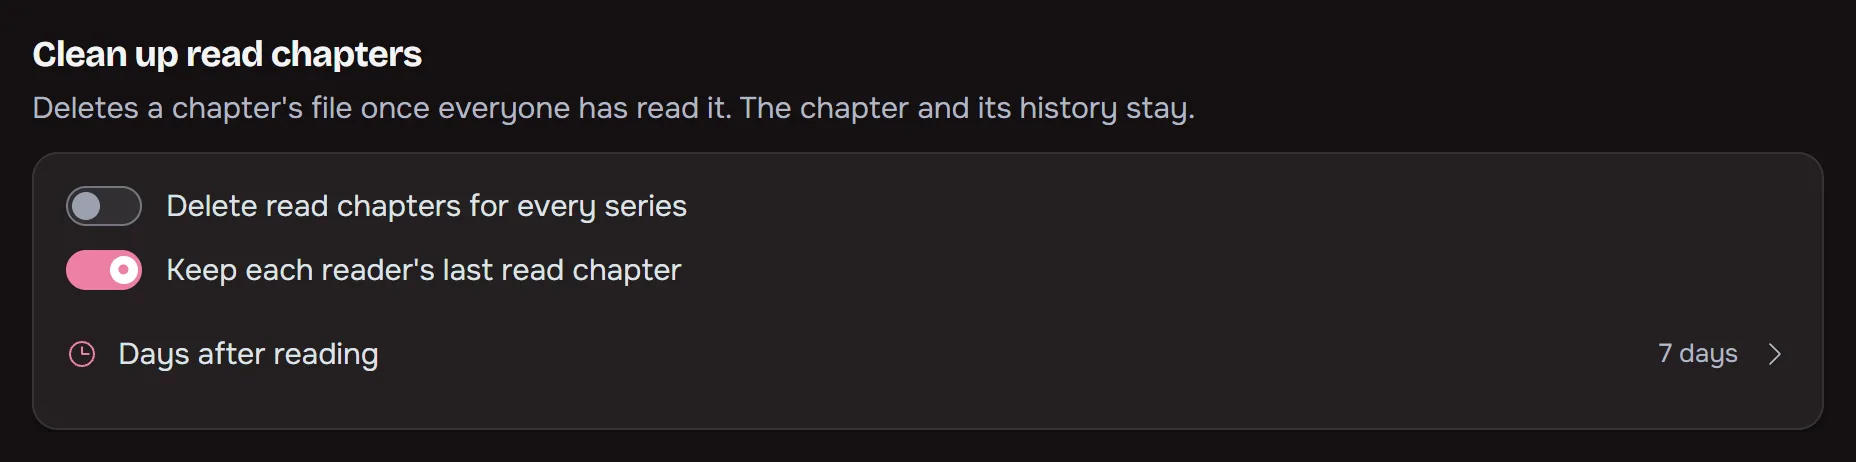 Clean up read chapters
Deletes a chapter's file once everyone has read it. The chapter and its history stay.
Delete read chapters for every series
Keep each reader's last read chapter
Days after reading 7 days